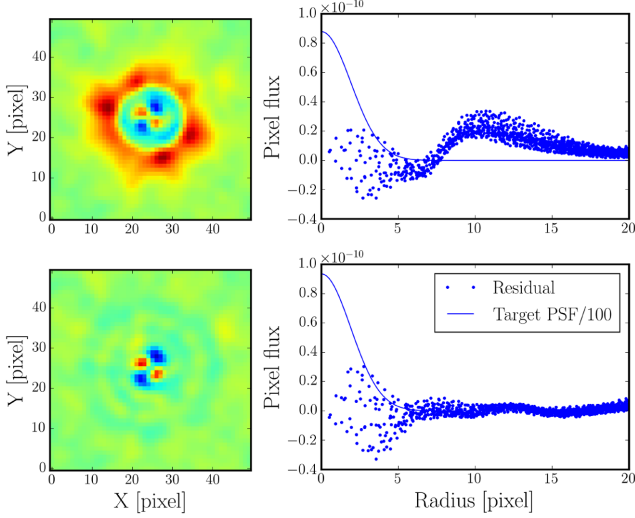 ×10⁻¹⁰
50
40
30
20
10
0
Y [pixel]
0 10 20 30 40
1.0
0.8
0.6
0.4
0.2
0.0
−0.2
−0.4
Pixel flux
0 5 10 15 20
×10⁻¹⁰
50
40
30
20
10
0
Y [pixel]
0 10 20 30 40
X [pixel]
1.0
0.8
0.6
0.4
0.2
0.0
−0.2
−0.4
Pixel flux
Residual
Target PSF/100
0 5 10 15 20
Radius [pixel]